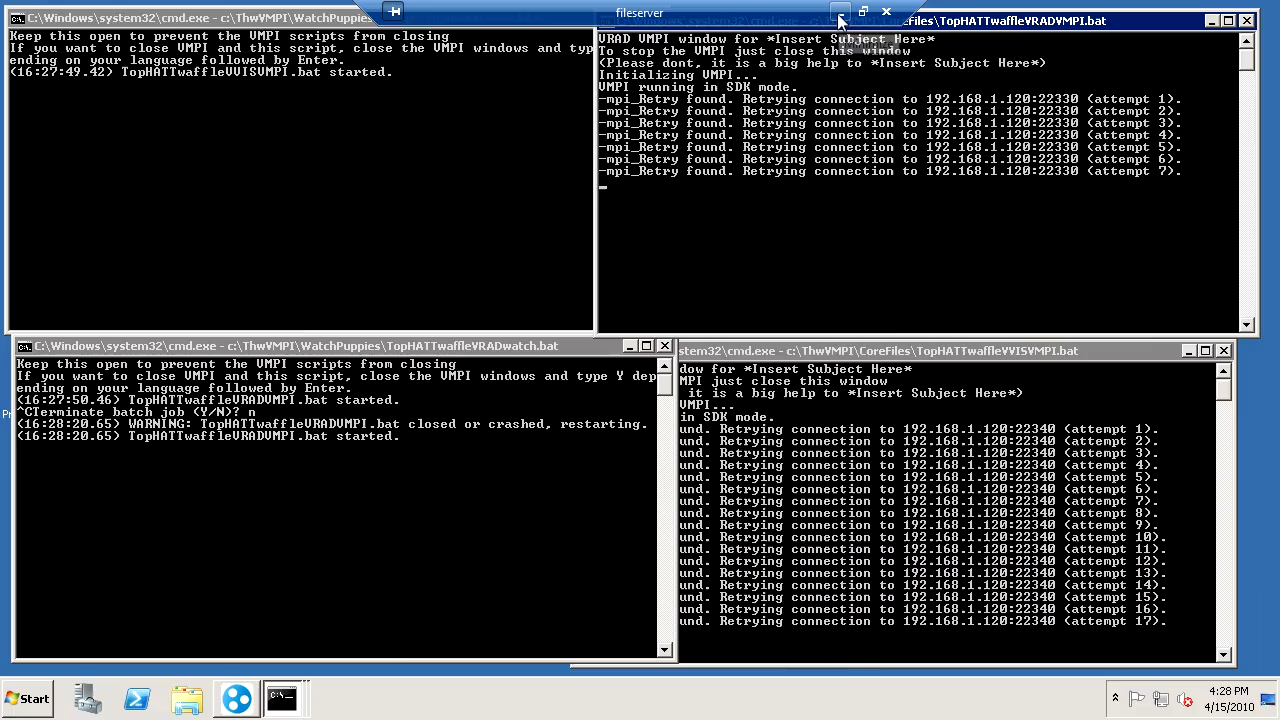 fileserver
C:\Windows\system32\cmd.exe - c:\ThwVMPI\WatchPuppies
Keep this open to prevent the VMPI scripts from closing
If you want to close VMPI and this script, close the VMPI windows and typ
ending on your language followed by Enter.
(16:27:49.42) TopHATTwaffleVVISVMPI.bat started.
eFiles\TopHATTwaffleVRADVMPI.bat
VRAD VMPI window for *Insert Subject Here*
To stop the VMPI just close this window
(Please dont, it is a big help to *Insert Subject Here*)
Initializing VMPI...
VMPI running in SDK mode.
-mpi_Retry found. Retrying connection to 192.168.1.120:22330 (attempt 1).
-mpi_Retry found. Retrying connection to 192.168.1.120:22330 (attempt 2).
-mpi_Retry found. Retrying connection to 192.168.1.120:22330 (attempt 3).
-mpi_Retry found. Retrying connection to 192.168.1.120:22330 (attempt 4).
-mpi_Retry found. Retrying connection to 192.168.1.120:22330 (attempt 5).
-mpi_Retry found. Retrying connection to 192.168.1.120:22330 (attempt 6).
-mpi_Retry found. Retrying connection to 192.168.1.120:22330 (attempt 7).
C:\Windows\system32\cmd.exe - c:\ThwVMPI\WatchPuppies\TopHATTwaffleVRADwatch.bat
Keep this open to prevent the VMPI scripts from closing
If you want to close VMPI and this script, close the VMPI windows and type Y dep
ending on your language followed by Enter.
(16:27:50.46) TopHATTwaffleVRADVMPI.bat started.
^CTerminate batch job (Y/N)? n
(16:28:20.65) WARNING: TopHATTwaffleVRADVMPI.bat closed or crashed, restarting.
(16:28:20.65) TopHATTwaffleVRADVMPI.bat started.
stem32\cmd.exe - c:\ThwVMPI\CoreFiles\TopHATTwaffleVVISVMPI.bat
dow for *Insert Subject Here*
MPI just close this window
it is a big help to *Insert Subject Here*)
VMPI...
in SDK mode.
und. Retrying connection to 192.168.1.120:22340 (attempt 1).
und. Retrying connection to 192.168.1.120:22340 (attempt 2).
und. Retrying connection to 192.168.1.120:22340 (attempt 3).
und. Retrying connection to 192.168.1.120:22340 (attempt 4).
und. Retrying connection to 192.168.1.120:22340 (attempt 5).
und. Retrying connection to 192.168.1.120:22340 (attempt 6).
und. Retrying connection to 192.168.1.120:22340 (attempt 7).
und. Retrying connection to 192.168.1.120:22340 (attempt 8).
und. Retrying connection to 192.168.1.120:22340 (attempt 9).
und. Retrying connection to 192.168.1.120:22340 (attempt 10).
und. Retrying connection to 192.168.1.120:22340 (attempt 11).
und. Retrying connection to 192.168.1.120:22340 (attempt 12).
und. Retrying connection to 192.168.1.120:22340 (attempt 13).
und. Retrying connection to 192.168.1.120:22340 (attempt 14).
und. Retrying connection to 192.168.1.120:22340 (attempt 15).
und. Retrying connection to 192.168.1.120:22340 (attempt 16).
und. Retrying connection to 192.168.1.120:22340 (attempt 17).
Start
4:28 PM
4/15/2010